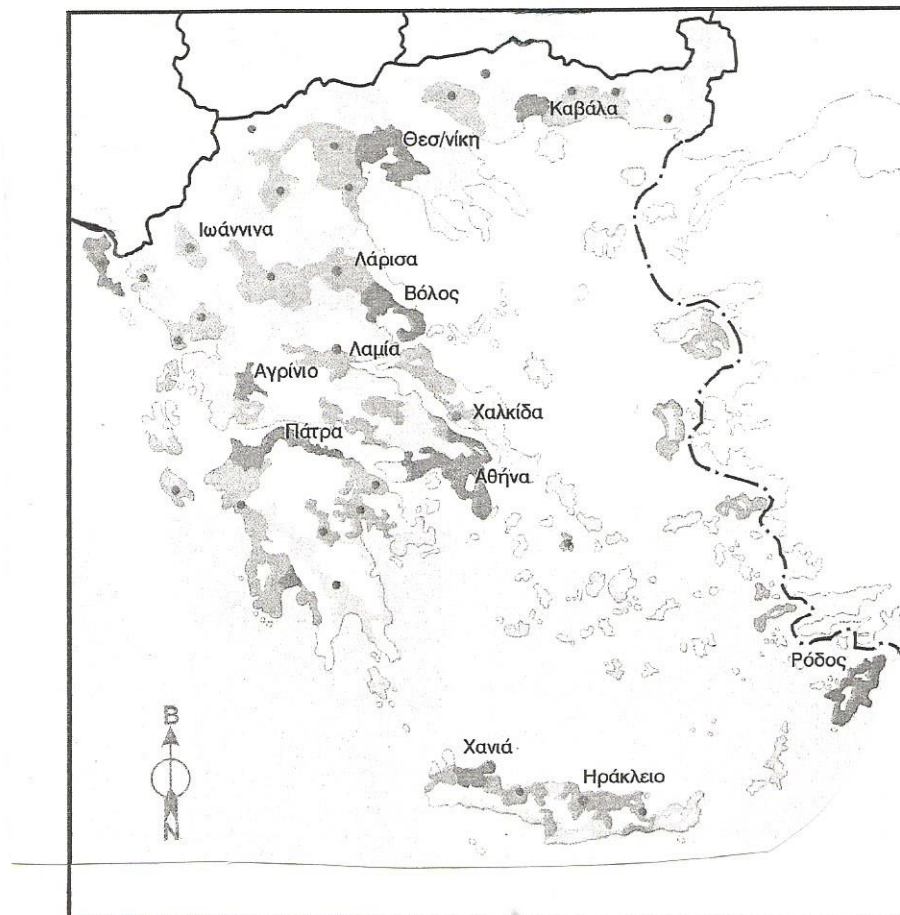 Καβάλα
Θεσ/νίκη
Ιωάννινα
Λάρισα
Βόλος
Λαμία
Αγρίνιο
Χαλκίδα
Πάτρα
Αθήνα
Ρόδος
Β
Χανιά
Ηράκλειο
Ν